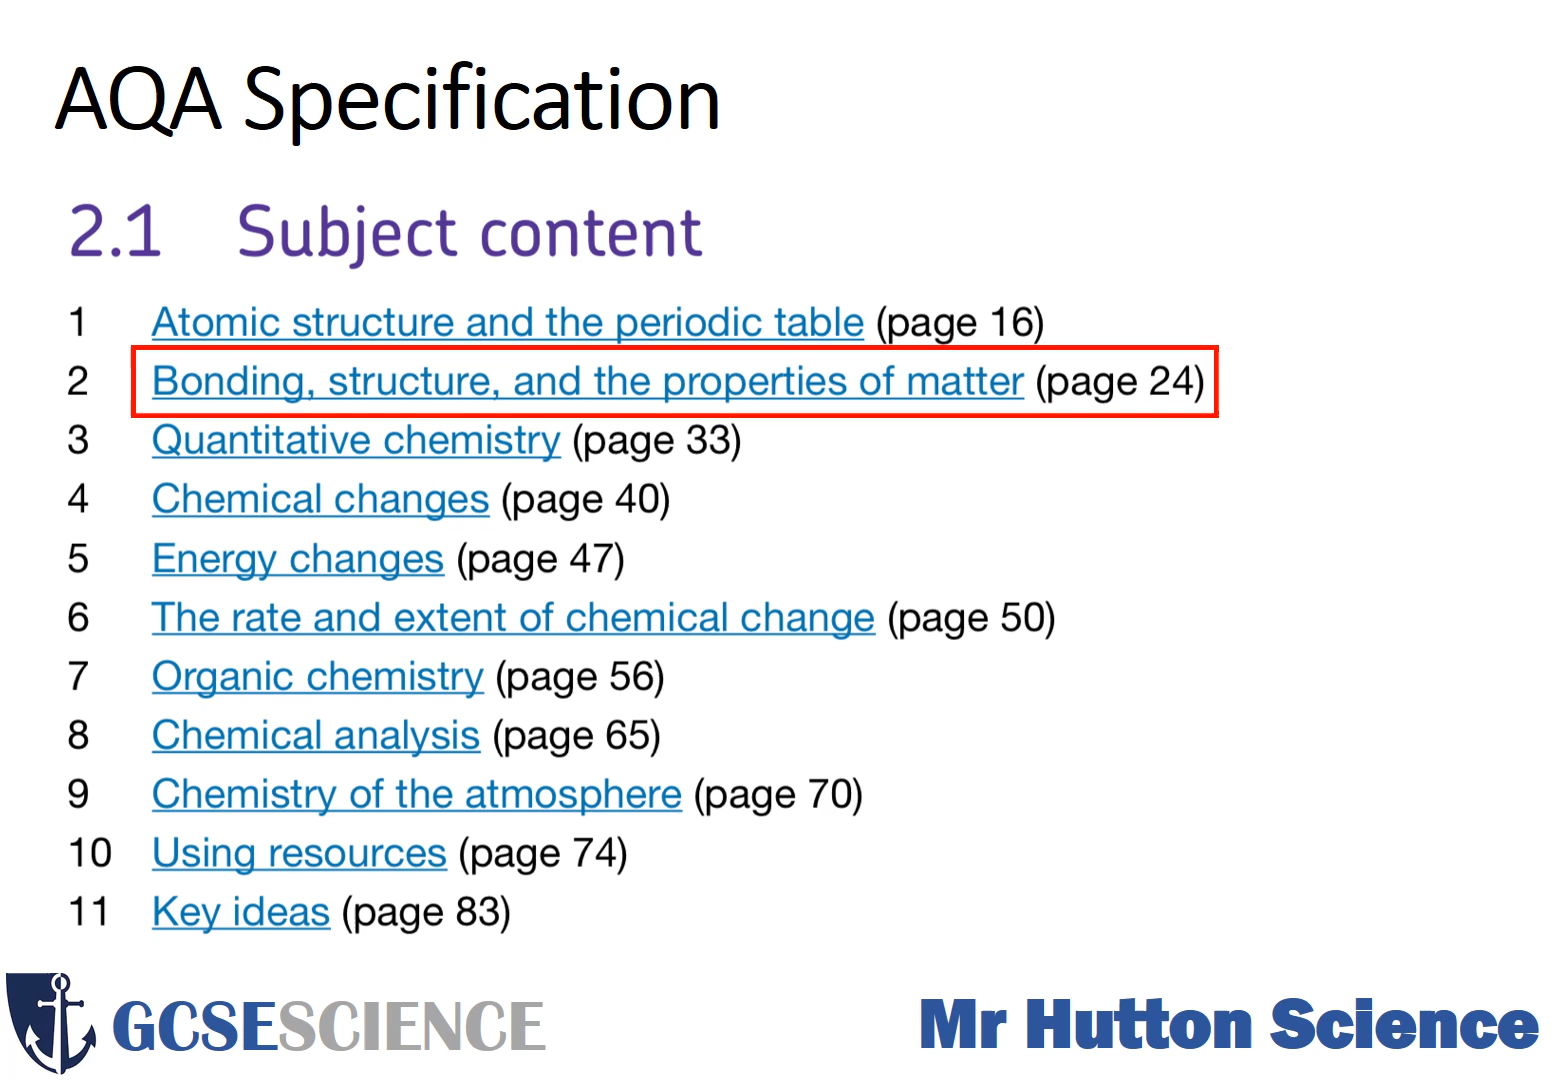 AQA Specification
2.1 Subject content
1 Atomic structure and the periodic table (page 16)
2 Bonding, structure, and the properties of matter (page 24)
3 Quantitative chemistry (page 33)
4 Chemical changes (page 40)
5 Energy changes (page 47)
6 The rate and extent of chemical change (page 50)
7 Organic chemistry (page 56)
8 Chemical analysis (page 65)
9 Chemistry of the atmosphere (page 70)
10 Using resources (page 74)
11 Key ideas (page 83)
GCSESCIENCE
Mr Hutton Science